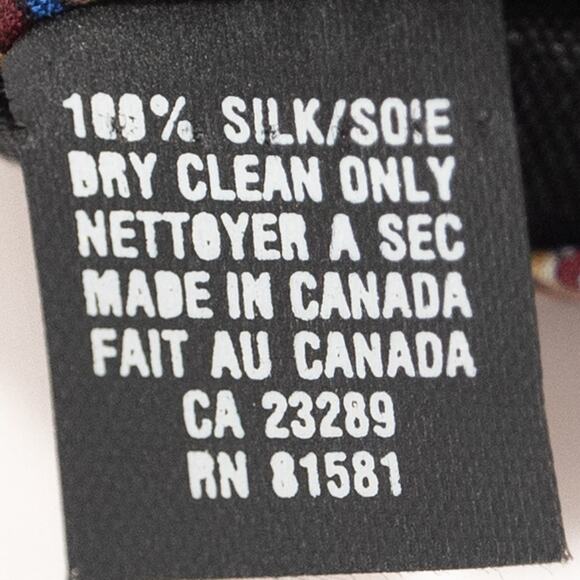 100% SILK/SOIE
DRY CLEAN ONLY
NETTOYER A SEC
MADE IN CANADA
FAIT AU CANADA
CA 23289
RN 81581